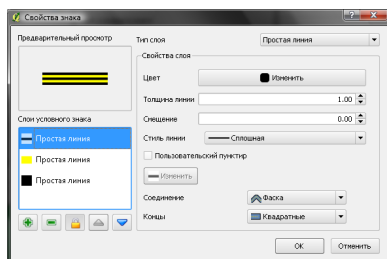 Свойства знака
Предварительный просмотр
Тип слоя
Простая линия
Свойства слоя
Цвет
Изменить
Толщина линии
1.00
Смещение
0.00
Слои условного знака
Стиль линии
Сплошная
Простая линия
Простая линия
Простая линия
Пользовательский пунктир
Изменить
Соединение
Фаска
Концы
Квадратные
OK
Отменить